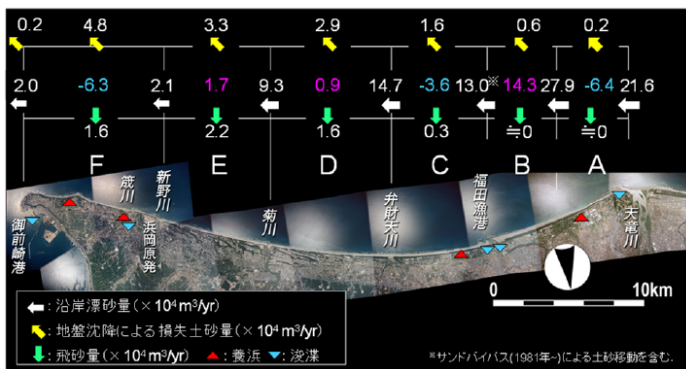 0.2 4.8 3.3 2.9 1.6 0.6 0.2
2.0 -6.3 2.1 1.7 9.3 0.9 14.7 -3.6 13.0※ 14.3 27.9 -6.4 21.6
1.6 2.2 1.6 0.3 ≒0 ≒0
F E D C B A
御前崎港
筬川
浜岡原発
新野川
菊川
弁財天川
福田漁港
天竜川
0 10km
:沿岸漂砂量(×10⁴m³/yr)
:地盤沈降による損失土砂量(×10⁴m³/yr)
:飛砂量(×10⁴m³/yr) :養浜 :浚渫
※サンドバイパス(1981年~)による土砂移動を含む.